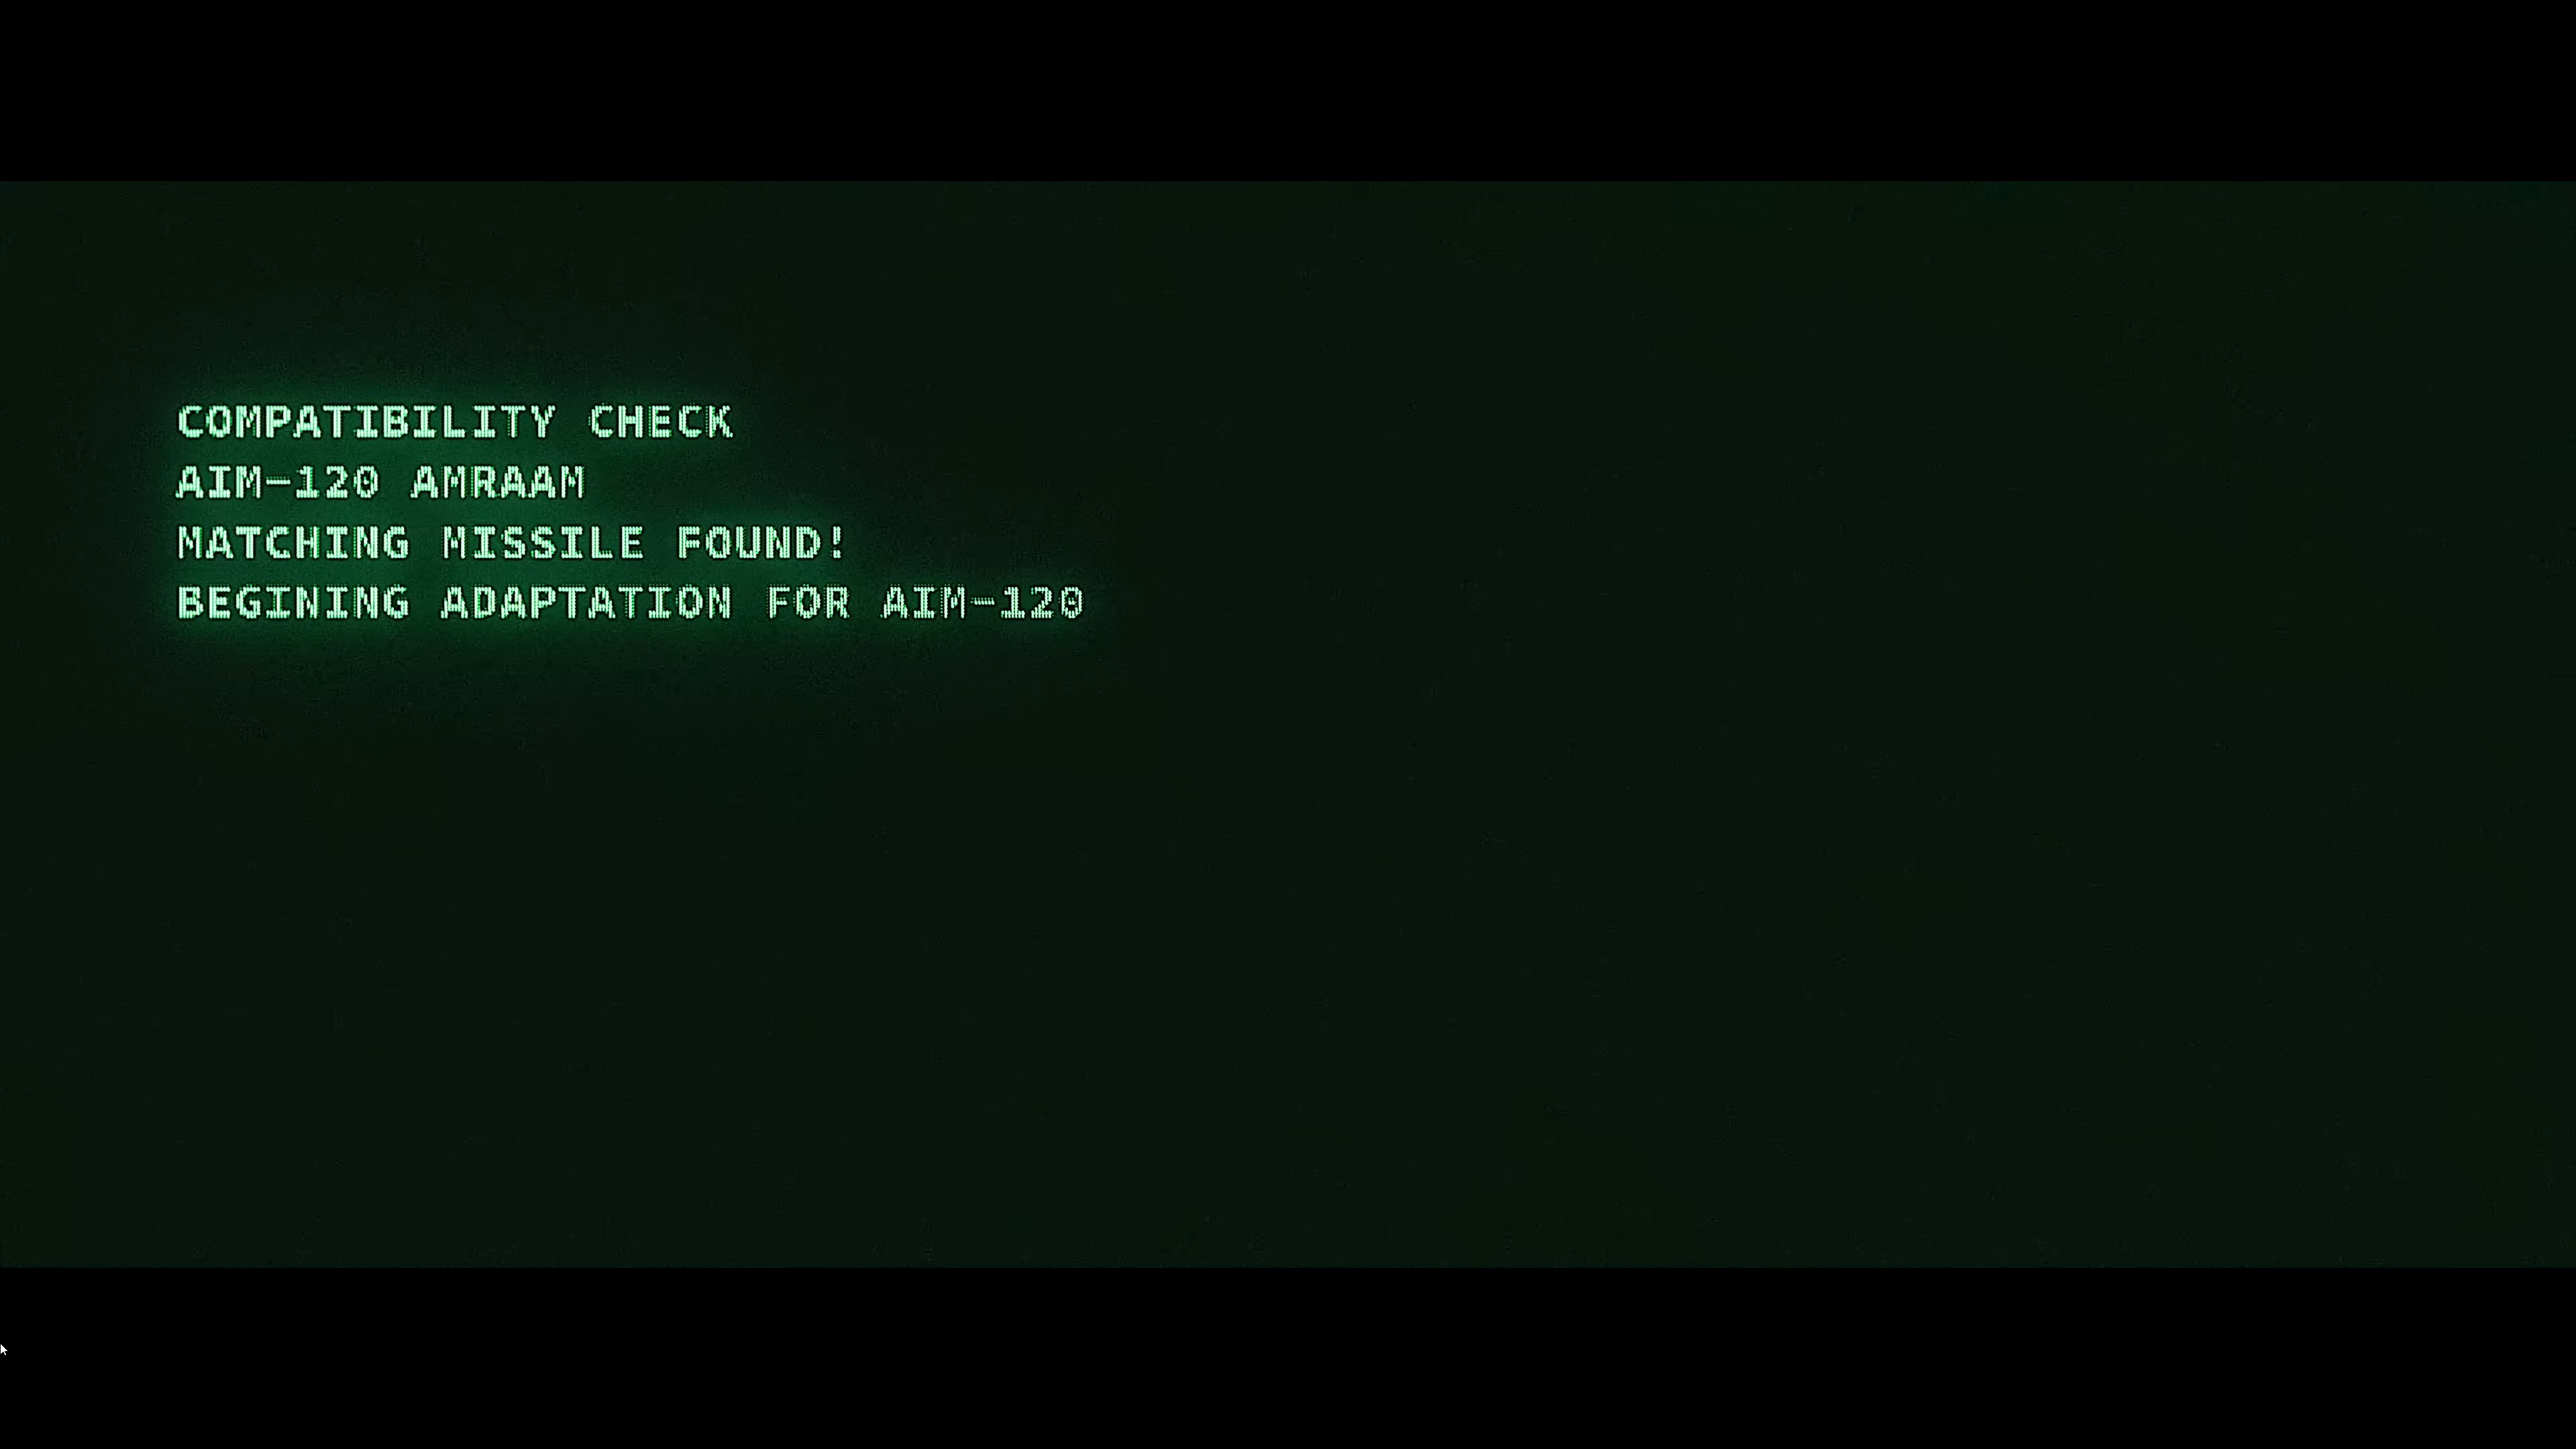 COMPATIBILITY CHECK
AIM-120 AMRAAM
MATCHING MISSILE FOUND!
BEGINING ADAPTATION FOR AIM-120